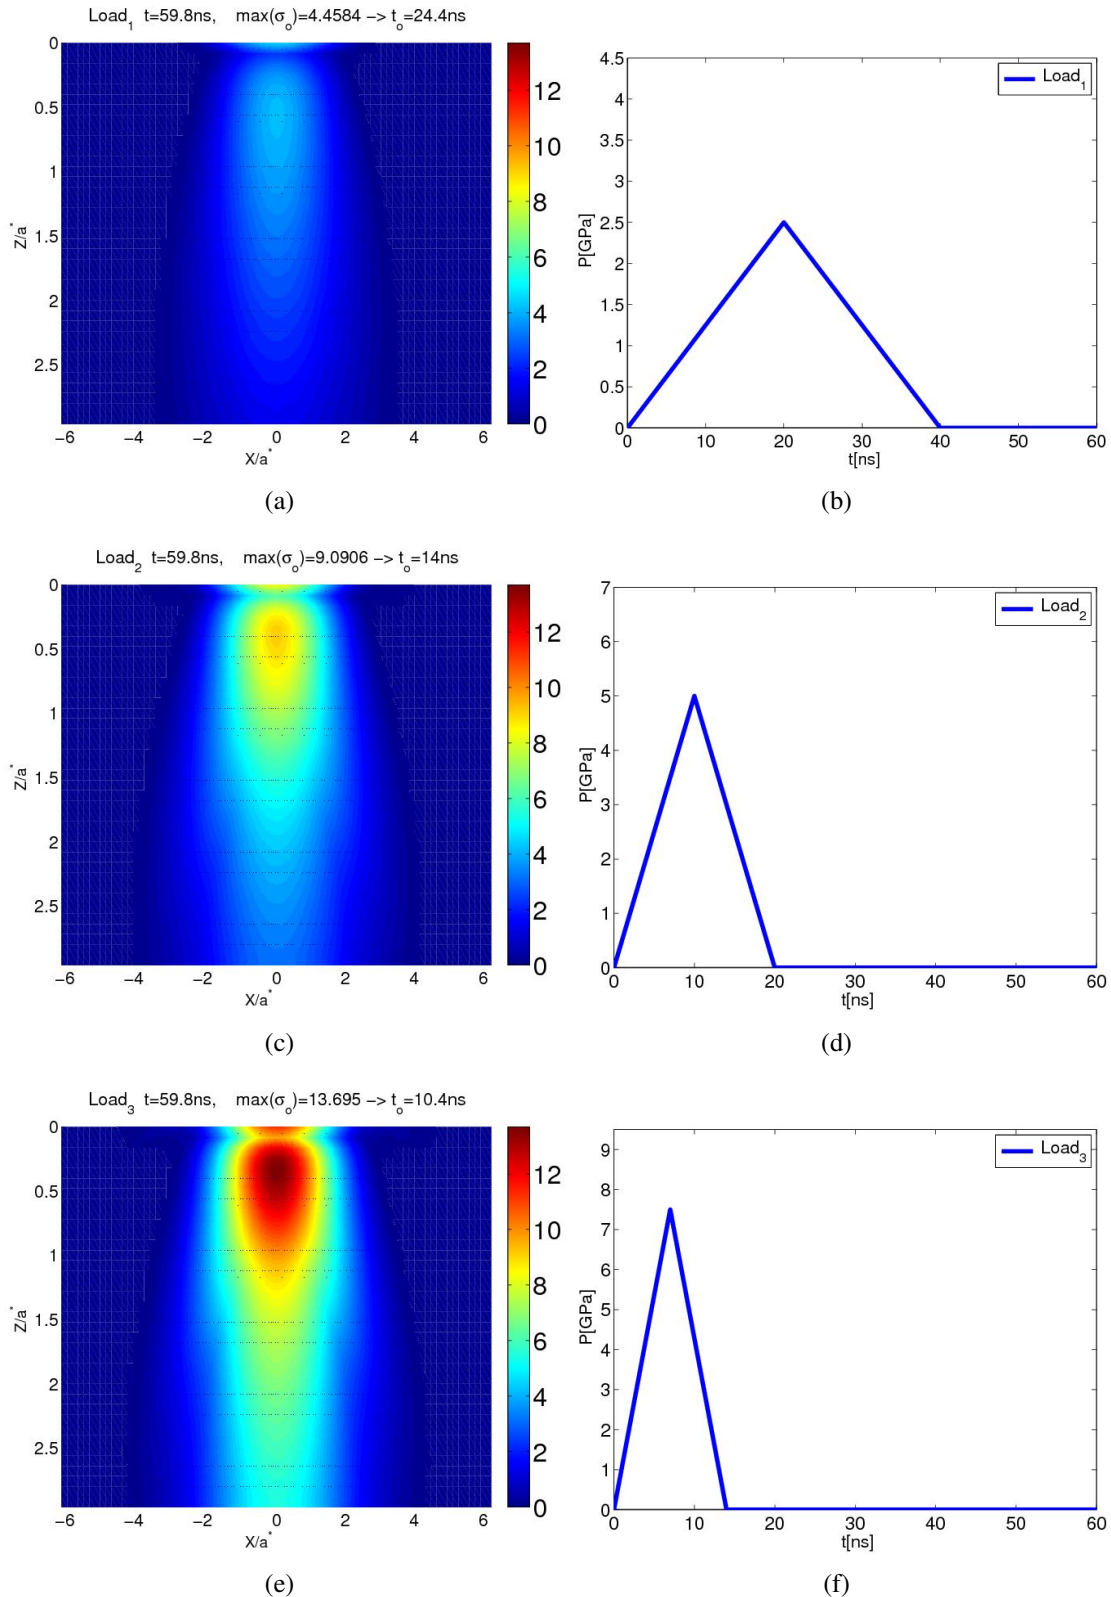 Load1 t=59.8ns, max(σo)=4.4584 –> to=24.4ns
0
0.5
1
1.5
2
2.5
Z/a*
−6 −4 −2 0 2 4 6
X/a*
12
10
8
6
4
2
0
(a)
4.5
4
3.5
3
2.5
2
1.5
1
0.5
0
P[GPa]
Load1
0 10 20 30 40 50 60
t[ns]
(b)
Load2 t=59.8ns, max(σo)=9.0906 –> to=14ns
0
0.5
1
1.5
2
2.5
Z/a*
−6 −4 −2 0 2 4 6
X/a*
12
10
8
6
4
2
0
(c)
7
6
5
4
3
2
1
0
P[GPa]
Load2
0 10 20 30 40 50 60
t[ns]
(d)
Load3 t=59.8ns, max(σo)=13.695 –> to=10.4ns
0
0.5
1
1.5
2
2.5
Z/a*
−6 −4 −2 0 2 4 6
X/a*
12
10
8
6
4
2
0
(e)
9
8
7
6
5
4
3
2
1
0
P[GPa]
Load3
0 10 20 30 40 50 60
t[ns]
(f)